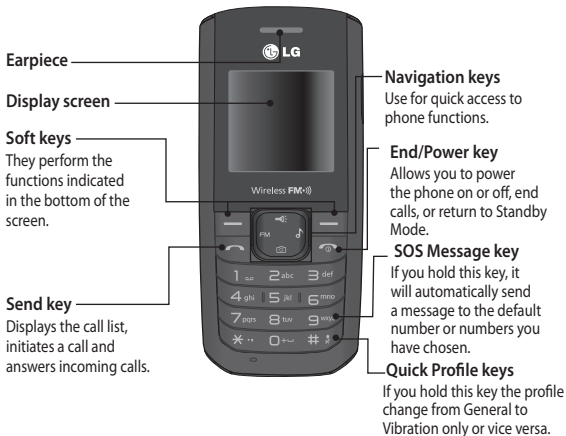 Earpiece
Display screen
Soft keys
They perform the
functions indicated
in the bottom of the
screen.
Send key
Displays the call list,
initiates a call and
answers incoming calls.
LG
Wireless FM
FM
1
2 abc
3 def
4 ghi
5 jkl
6 mno
7 pqrs
8 tuv
9 wxyz
*
0 +
#
Navigation keys
Use for quick access to
phone functions.
End/Power key
Allows you to power
the phone on or off, end
calls, or return to Standby
Mode.
SOS Message key
If you hold this key, it
will automatically send
a message to the default
number or numbers you
have chosen.
Quick Profile keys
If you hold this key the profile
change from General to
Vibration only or vice versa.